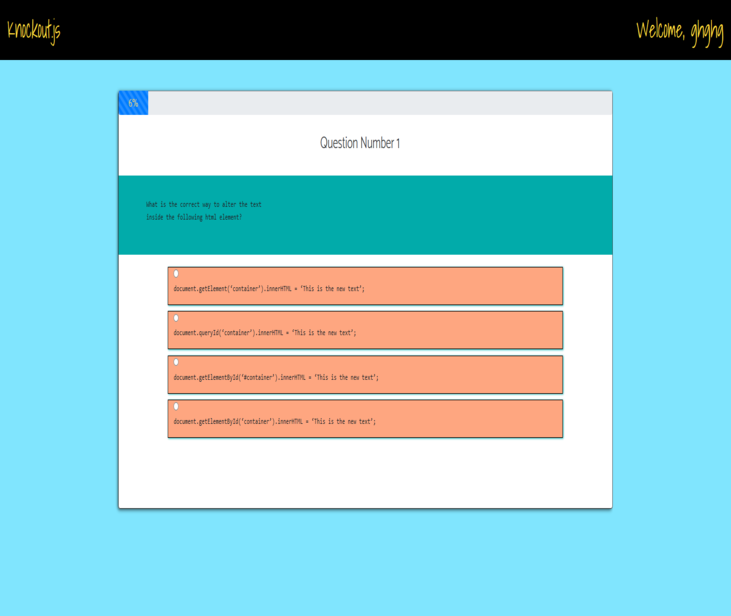 Knockout.js
Welcome, ghghg
6%
Question Number 1
What is the correct way to alter the text
inside the following html element?
document.getElement('container').innerHTML = 'This is the new text';
document.queryId('container').innerHTML = 'This is the new text';
document.getElementById('#container').innerHTML = 'This is the new text';
document.getElementById('container').innerHTML = 'This is the new text';